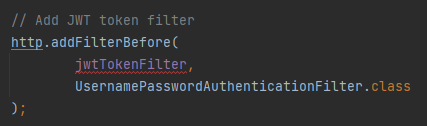 // Add JWT token filter
http.addFilterBefore(
jwtTokenFilter,
UsernamePasswordAuthenticationFilter.class
);